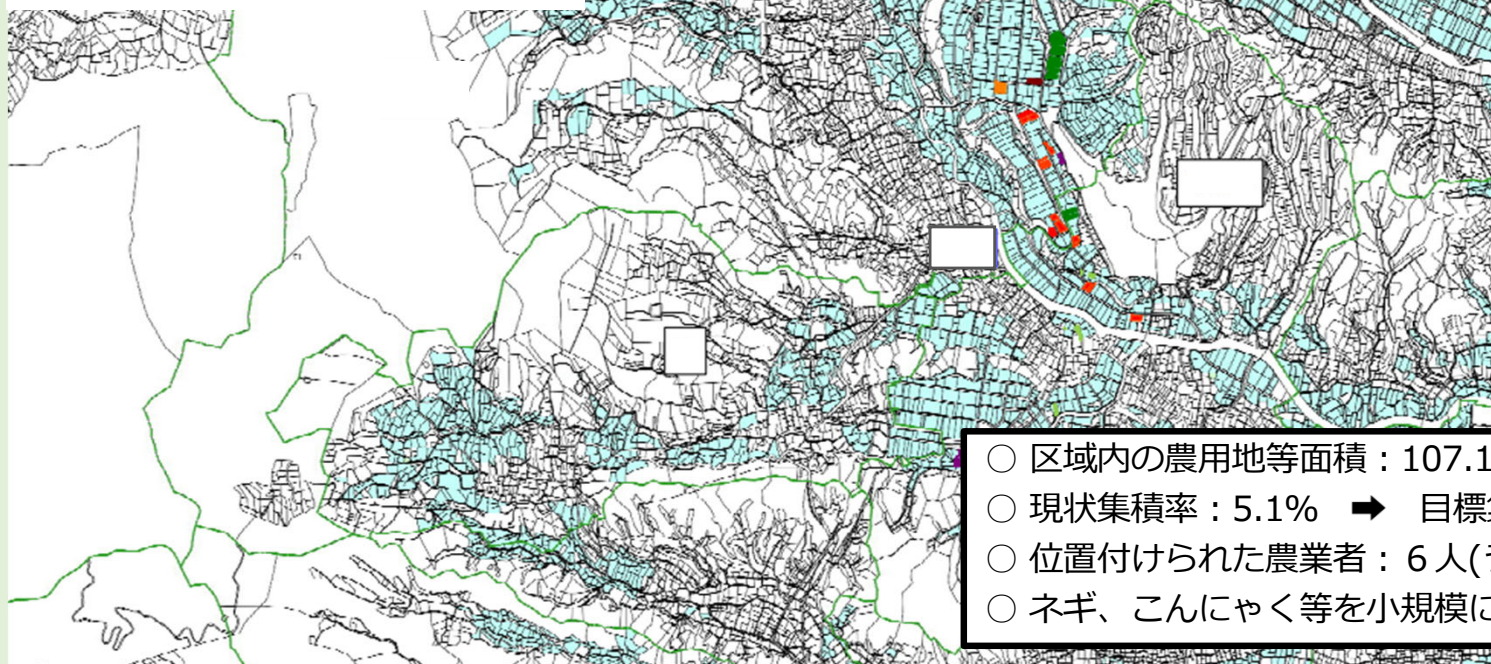 ○ 区域内の農用地等面積：107.1
○ 現状集積率：5.1% ➡ 目標
○ 位置付けられた農業者：６人(
○ ネギ、こんにゃく等を小規模に